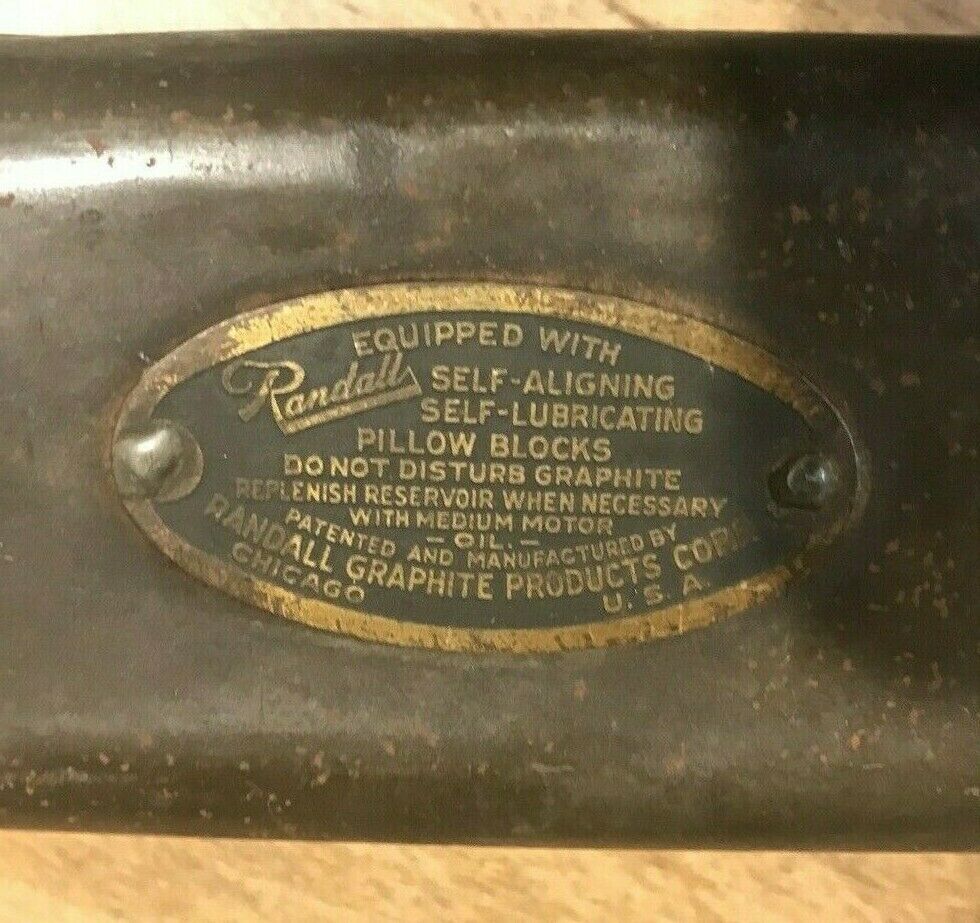 EQUIPPED WITH
Randall SELF-ALIGNING
SELF-LUBRICATING
PILLOW BLOCKS
DO NOT DISTURB GRAPHITE
REPLENISH RESERVOIR WHEN NECESSARY
WITH MEDIUM MOTOR
- OIL. -
PATENTED AND MANUFACTURED BY
RANDALL GRAPHITE PRODUCTS CORP.
CHICAGO U. S. A.